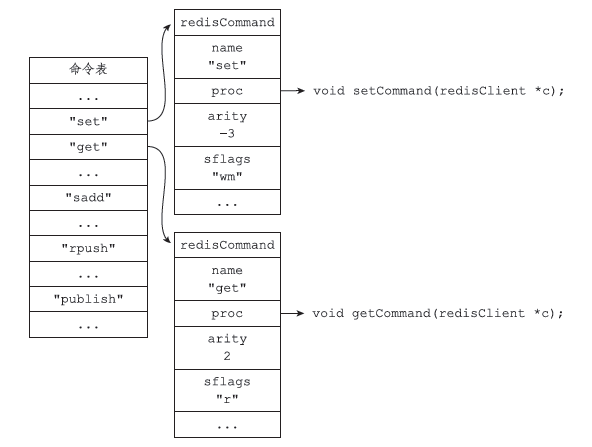 命令表
...
"set"
"get"
...
"sadd"
...
"rpush"
...
"publish"
...
redisCommand
name
"set"
proc
arity
−3
sflags
"wm"
...
void setCommand(redisClient *c);
redisCommand
name
"get"
proc
arity
2
sflags
"r"
...
void getCommand(redisClient *c);